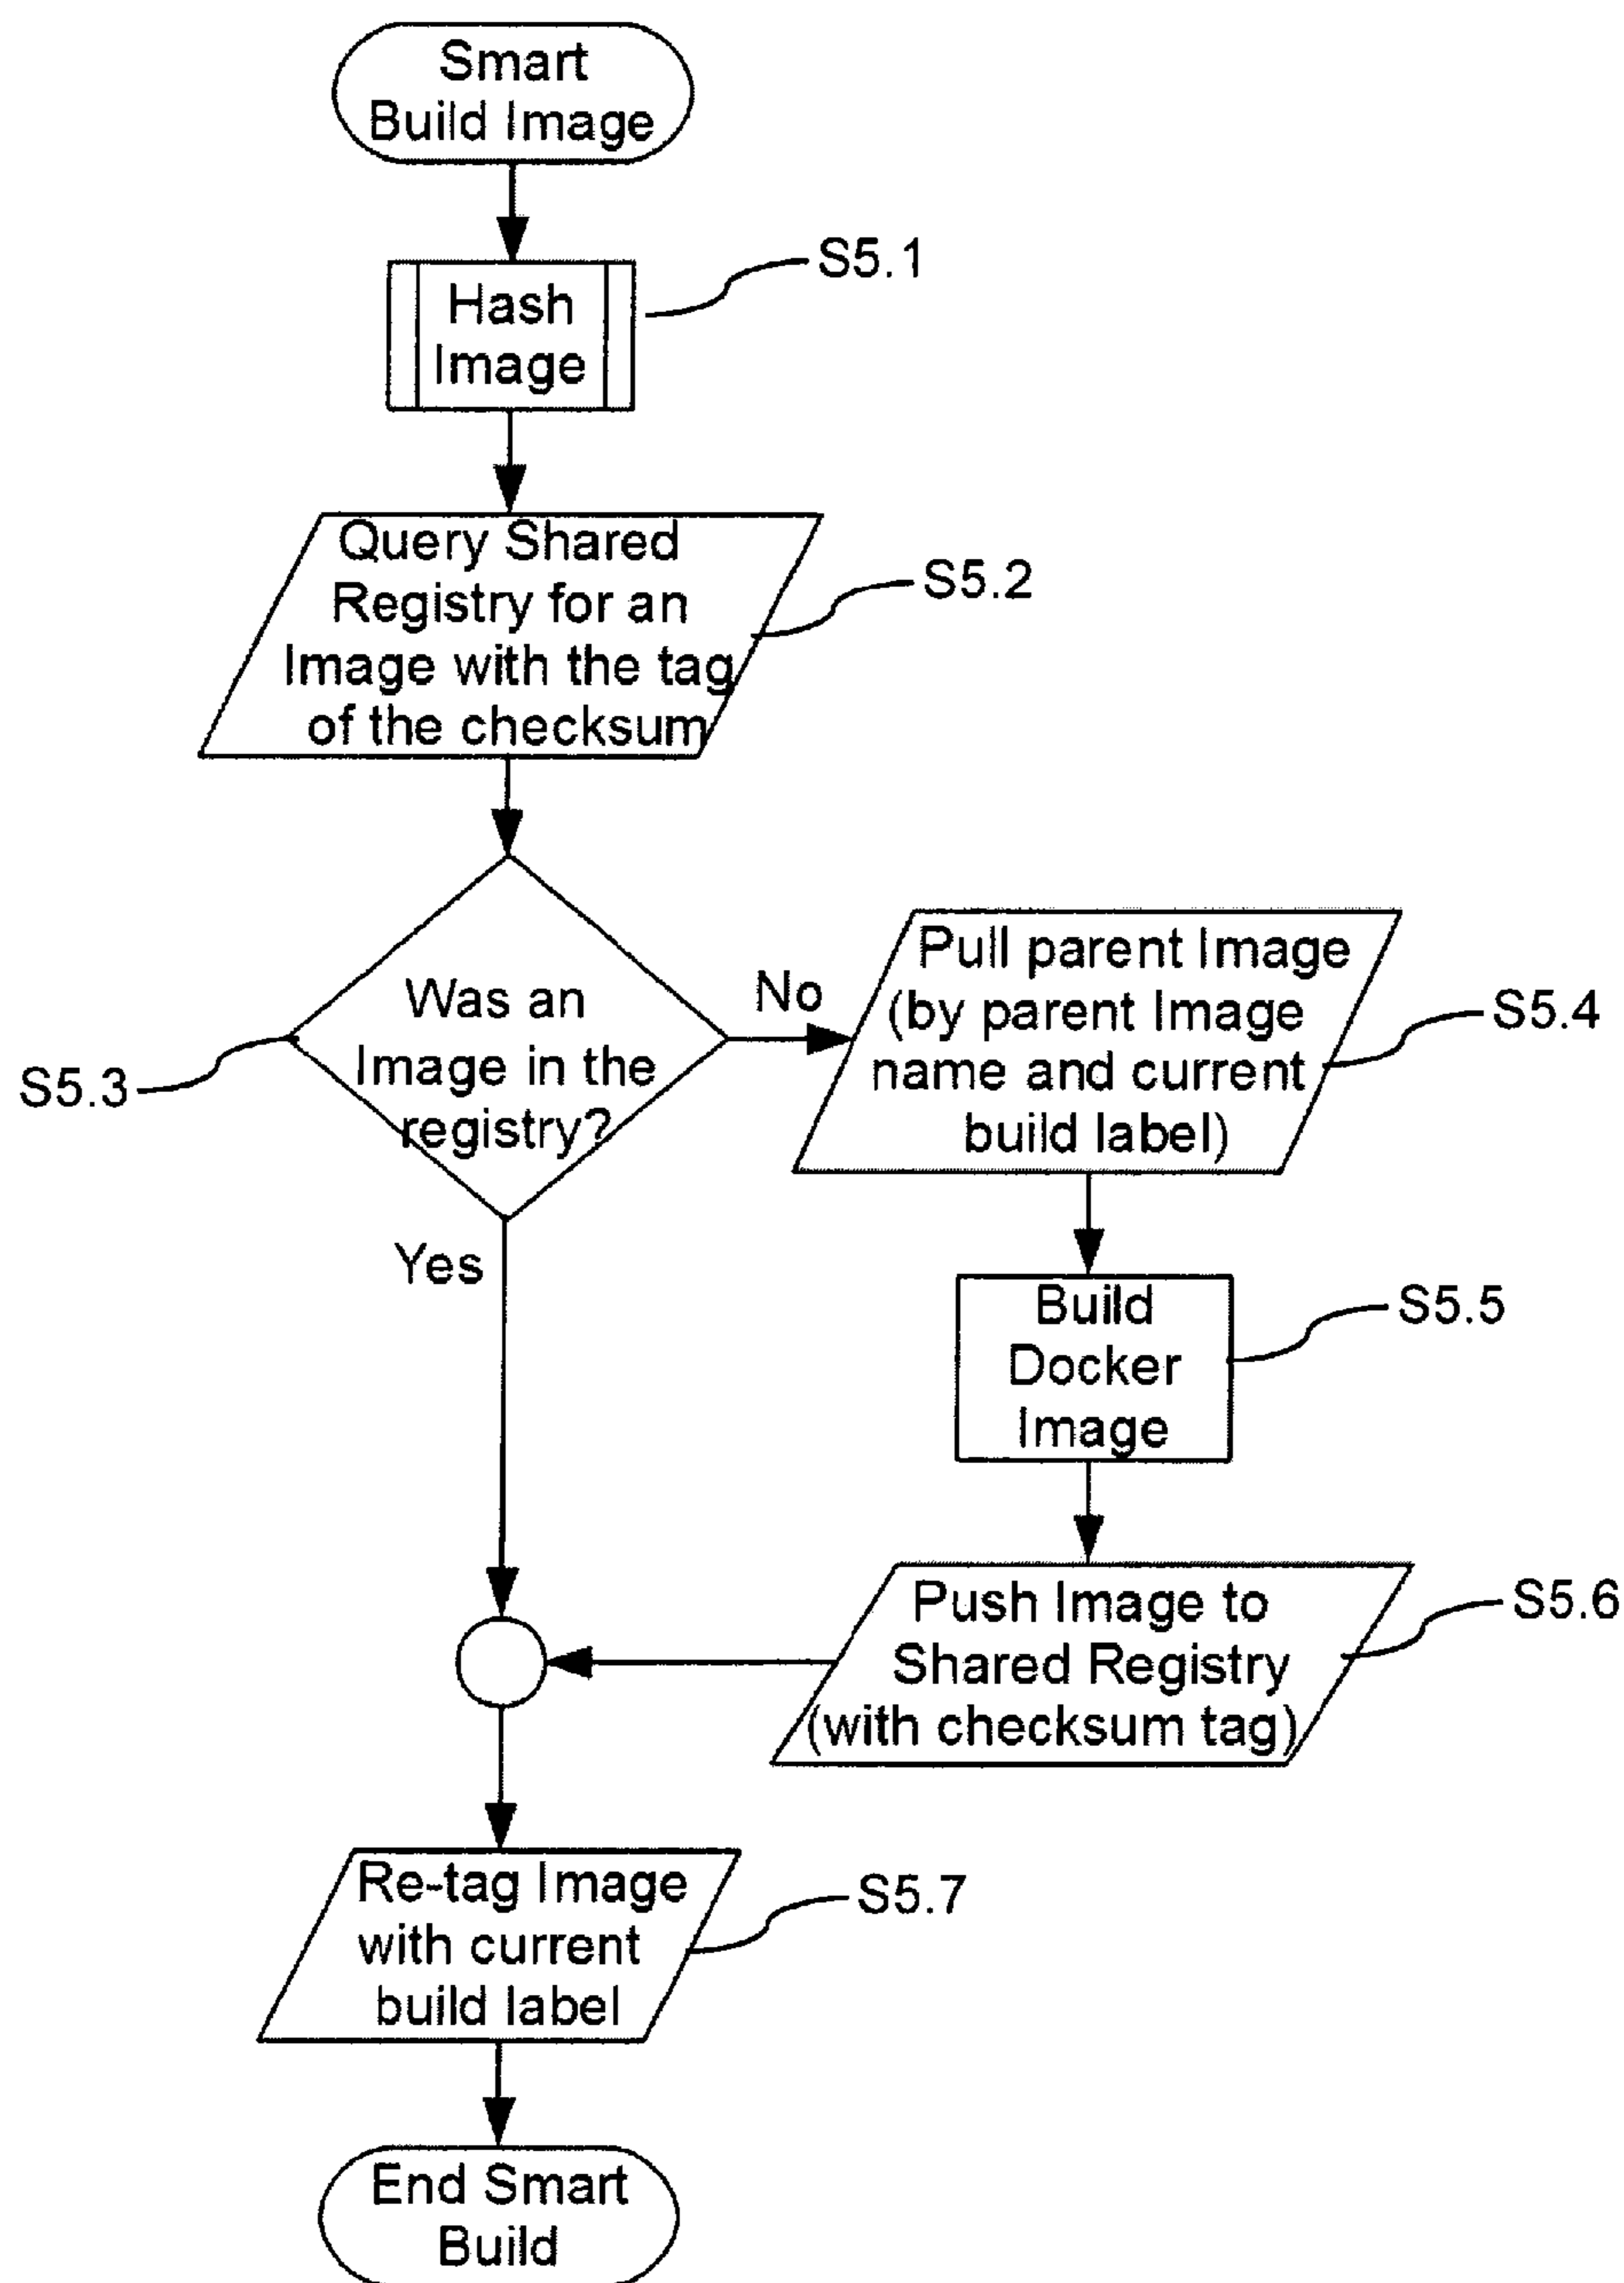 Smart
Build Image
S5.1
Hash
Image
Query Shared
Registry for an
Image with the tag
of the checksum
S5.2
Was an
Image in the
registry?
S5.3
No
Yes
Pull parent Image
(by parent Image
name and current
build label)
S5.4
Build
Docker
Image
S5.5
Push Image to
Shared Registry
(with checksum tag)
S5.6
Re-tag Image
with current
build label
S5.7
End Smart
Build